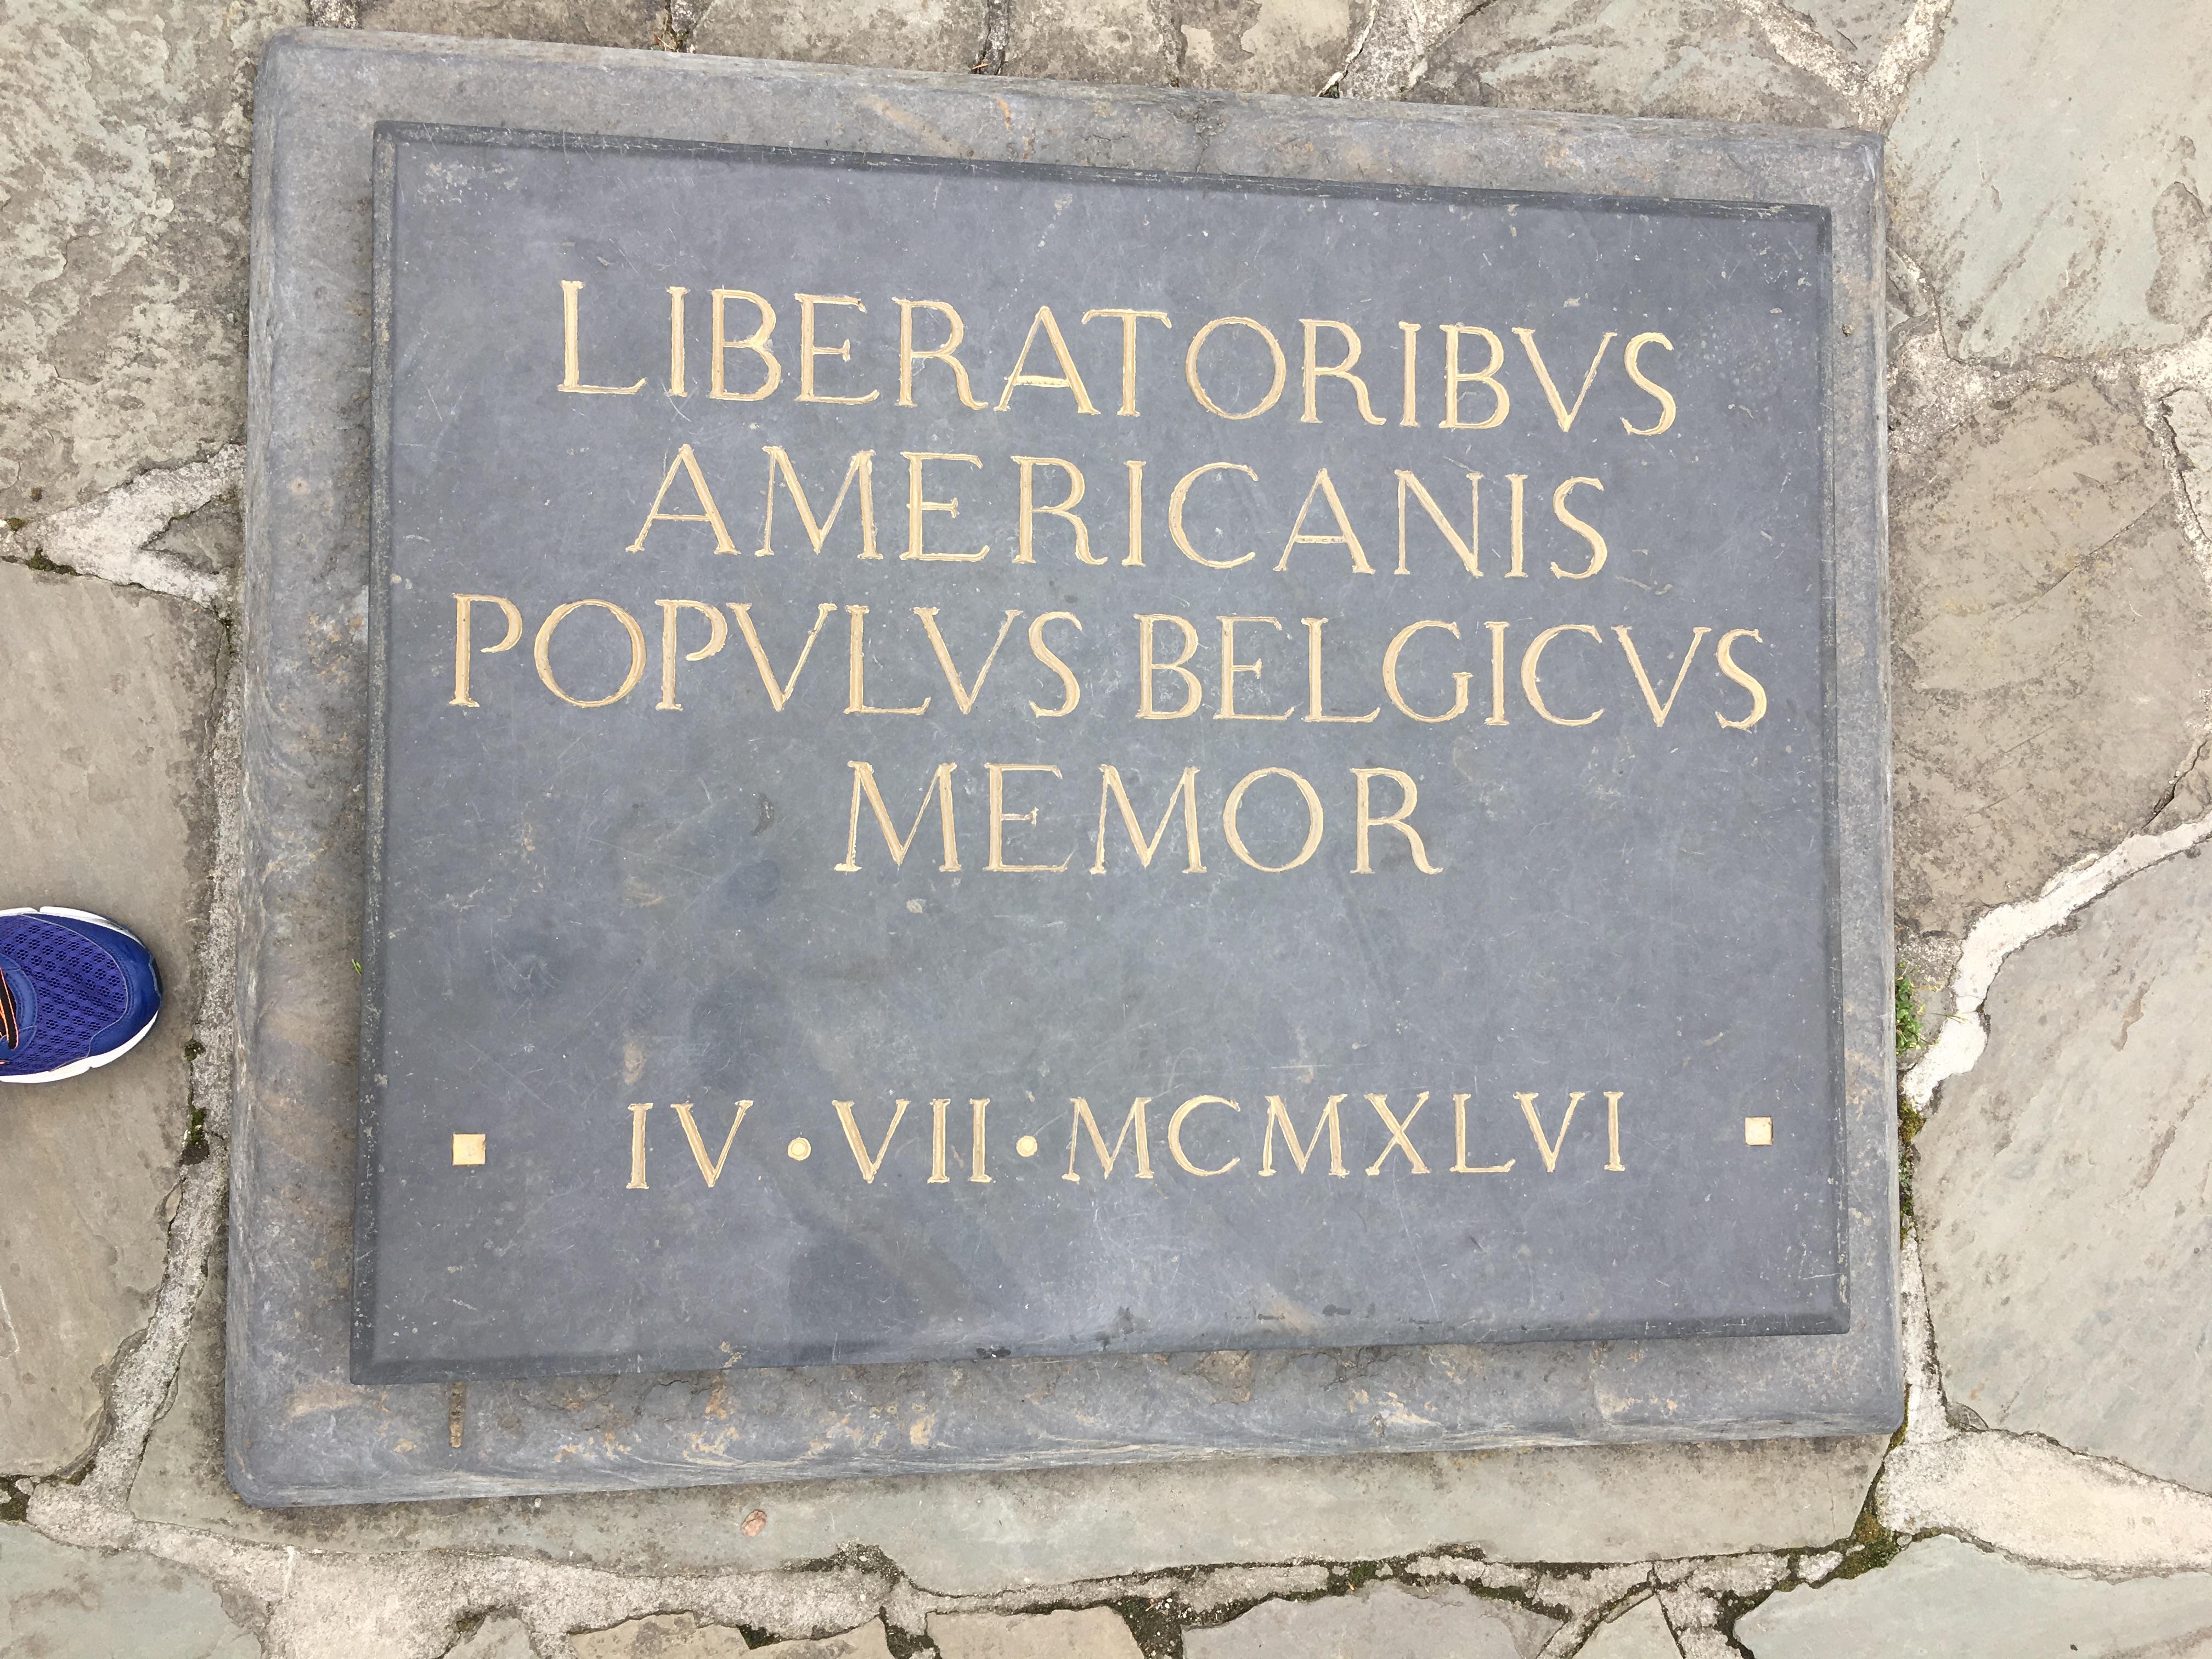 LIBERATORIBVS
AMERICANIS
POPVLVS BELGICVS
MEMOR
IV • VII • MCMXLVI